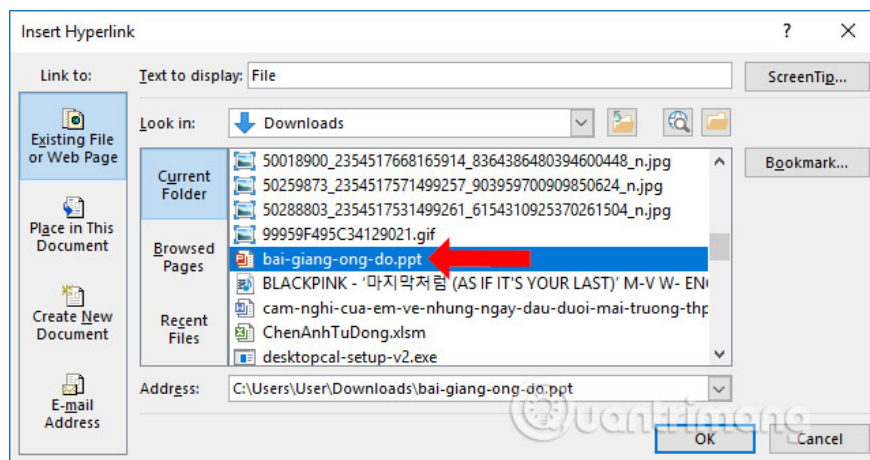 Insert Hyperlink
Link to:
Text to display: File
ScreenTip...
Existing File
or Web Page
Look in: Downloads
Current
Folder
50018900_2354517668165914_8364386480394600448_n.jpg
50259873_2354517571499257_903959700909850624_n.jpg
50288803_2354517531499261_6154310925370261504_n.jpg
99959F495C34129021.gif
Bookmark...
Place in This
Document
Browsed
Pages
bai-giang-ong-do.ppt
BLACKPINK - ‘마지막처럼 (AS IF IT'S YOUR LAST)’ M-V W- EN
cam-nghi-cua-em-ve-nhung-ngay-dau-duoi-mai-truong-thp
Create New
Document
Recent
Files
ChenAnhTuDong.xlsm
desktopcal-setup-v2.exe
E-mail
Address
Address: C:\Users\User\Downloads\bai-giang-ong-do.ppt
Quantrimang
OK
Cancel